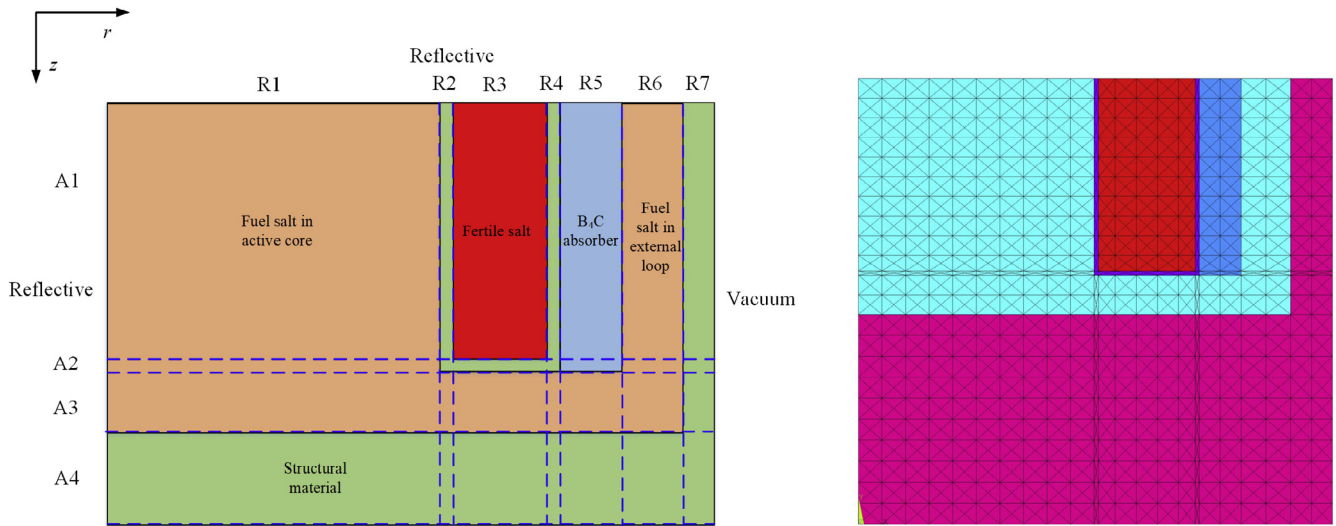 r
z
Reflective
R1
R2
R3
R4
R5
R6
R7
A1
Fuel salt in
active core
Fertile salt
B₄C
absorber
Fuel
salt in
external
loop
Reflective
Vacuum
A2
A3
A4
Structural
material